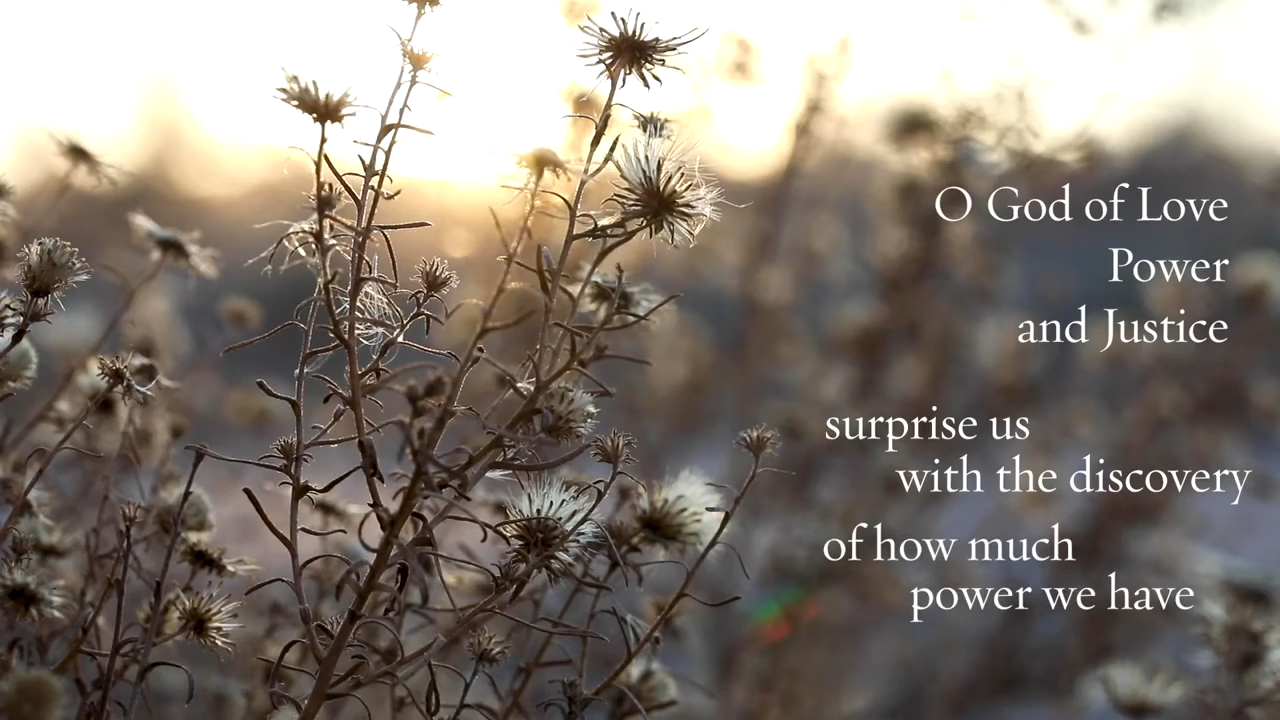 O God of Love
Power
and Justice
surprise us
with the discovery
of how much
power we have